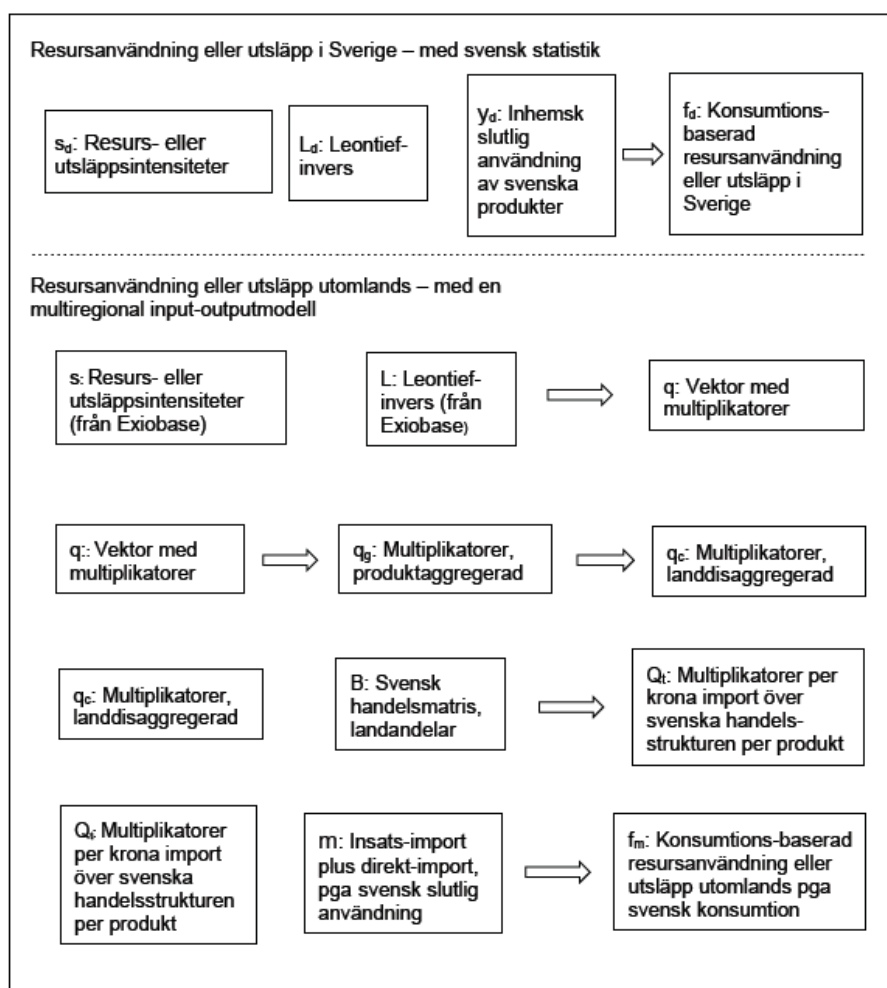 Resursanvändning eller utsläpp i Sverige – med svensk statistik
sd: Resurs- eller
utsläppsintensiteter
Ld: Leontief-
invers
yd: Inhemsk
slutlig
användning
av svenska
produkter
fd: Konsumtions-
baserad
resursanvändning
eller utsläpp i
Sverige
Resursanvändning eller utsläpp utomlands – med en
multiregional input-outputmodell
s: Resurs- eller
utsläppsintensiteter
(från Exiobase)
L: Leontief-
invers (från
Exiobase)
q: Vektor med
multiplikatorer
q:: Vektor med
multiplikatorer
qg: Multiplikatorer,
produktaggregerad
qc: Multiplikatorer,
landdisaggregerad
qc: Multiplikatorer,
landdisaggregerad
B: Svensk
handelsmatris,
landandelar
Qt: Multiplikatorer per
krona import över
svenska handels-
strukturen per produkt
Qt: Multiplikatorer
per krona import
över svenska
handelsstrukturen
per produkt
m: Insats-import
plus direkt-import,
pga svensk slutlig
användning
fm: Konsumtions-baserad
resursanvändning eller
utsläpp utomlands pga
svensk konsumtion